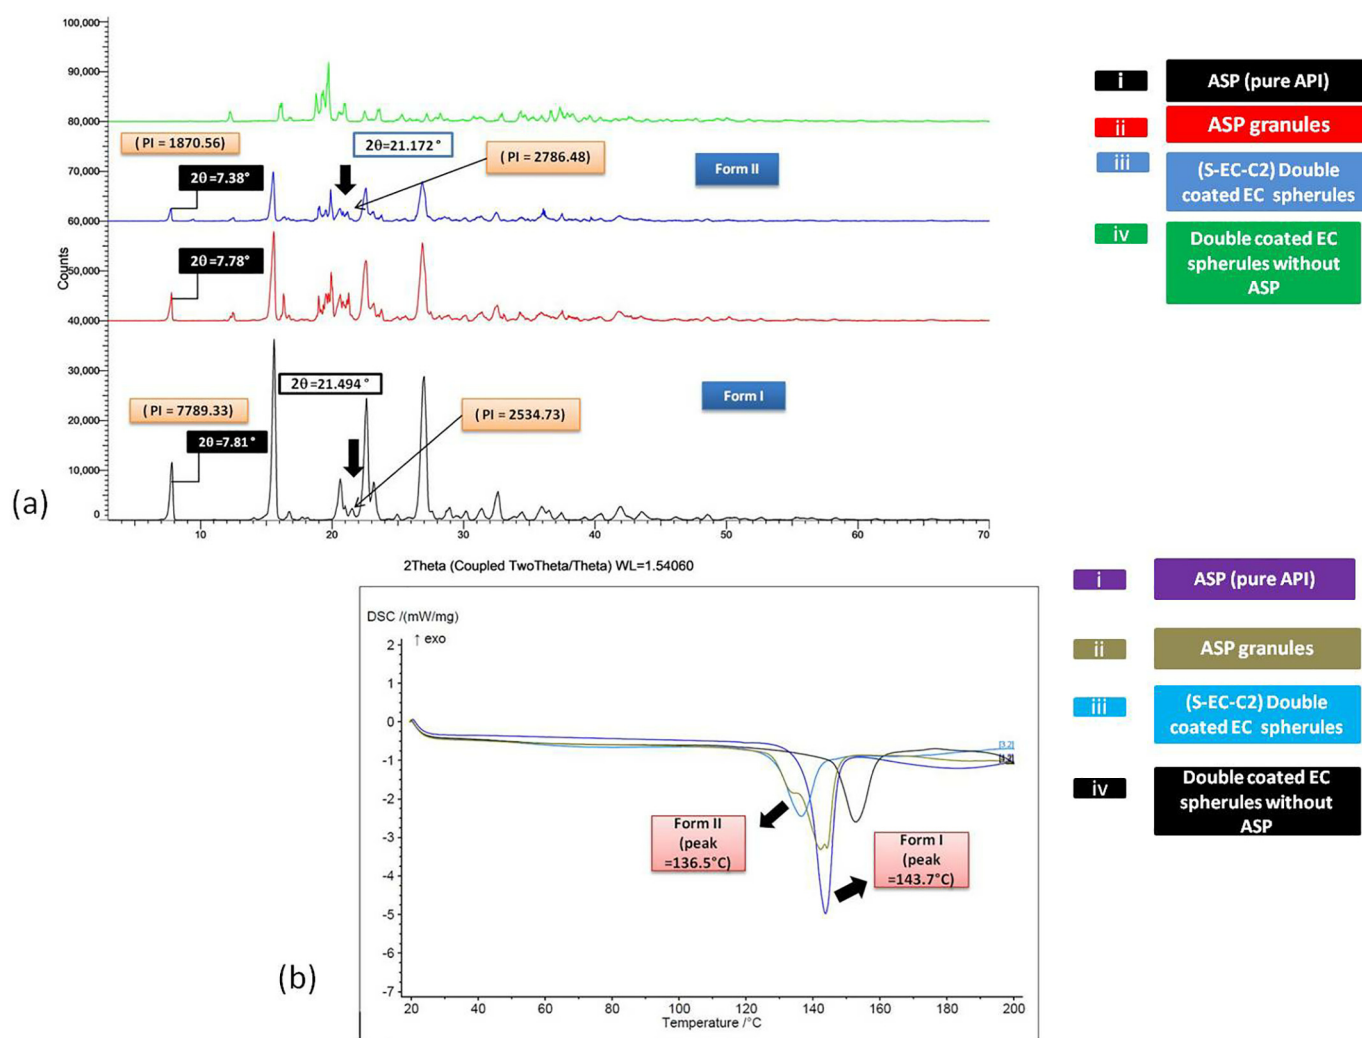 100,000
90,000
80,000
70,000
60,000
50,000
40,000
30,000
20,000
10,000
0
Counts
( PI = 1870.56)
2θ=7.38°
2θ=21.172°
( PI = 2786.48)
Form II
2θ=7.78°
2θ=21.494°
( PI = 7789.33)
2θ=7.81°
( PI = 2534.73)
Form I
(a)
10
20
30
40
50
60
70
2Theta (Coupled TwoTheta/Theta) WL=1.54060
i
ASP (pure API)
ii
ASP granules
iii
(S-EC-C2) Double
coated EC spherules
iv
Double coated EC
spherules without
ASP
DSC /(mW/mg)
↑ exo
2
1
0
-1
-2
-3
-4
-5
-6
-7
[3.2]
Form II
(peak
=136.5°C)
Form I
(peak
=143.7°C)
(b)
20
40
60
80
100
120
140
160
180
200
Temperature /°C
i
ASP (pure API)
ii
ASP granules
iii
(S-EC-C2) Double
coated EC spherules
iv
Double coated EC
spherules without
ASP